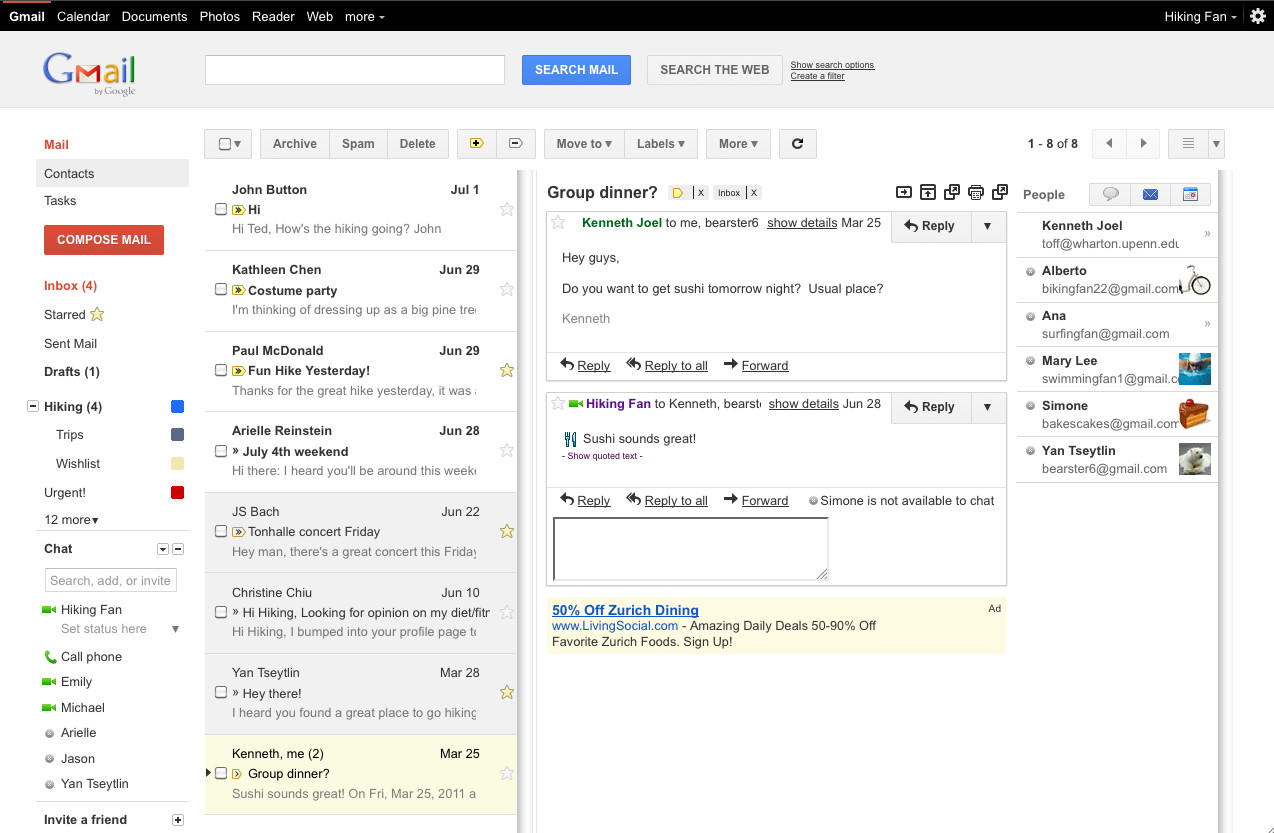 Gmail Calendar Documents Photos Reader Web more
Hiking Fan
Gmail
by Google
SEARCH MAIL
SEARCH THE WEB
Show search options
Create a filter
Mail
Contacts
Tasks
COMPOSE MAIL
Inbox (4)
Starred
Sent Mail
Drafts (1)
Hiking (4)
Trips
Wishlist
Urgent!
12 more▾
Chat
Search, add, or invite
Hiking Fan
Set status here
Call phone
Emily
Michael
Arielle
Jason
Yan Tseytlin
Invite a friend
Archive Spam Delete
Move to ▾ Labels ▾ More ▾
1 - 8 of 8
John Button Jul 1
Hi
Hi Ted, How's the hiking going? John
Kathleen Chen Jun 29
Costume party
I'm thinking of dressing up as a big pine tree
Paul McDonald Jun 29
Fun Hike Yesterday!
Thanks for the great hike yesterday, it was a
Arielle Reinstein Jun 28
» July 4th weekend
Hi there: I heard you'll be around this weeke
JS Bach Jun 22
Tonhalle concert Friday
Hey man, there's a great concert this Friday
Christine Chiu Jun 10
» Hi Hiking, Looking for opinion on my diet/fitn
Hi Hiking, I bumped into your profile page to
Yan Tseytlin Mar 28
» Hey there!
I heard you found a great place to go hiking
Kenneth, me (2) Mar 25
Group dinner?
Sushi sounds great! On Fri, Mar 25, 2011 a
Group dinner? X Inbox X
Kenneth Joel to me, bearster6 show details Mar 25 Reply
Hey guys,
Do you want to get sushi tomorrow night? Usual place?
Kenneth
Reply Reply to all Forward
Hiking Fan to Kenneth, bearste show details Jun 28 Reply
Sushi sounds great!
- Show quoted text -
Reply Reply to all Forward Simone is not available to chat
50% Off Zurich Dining Ad
www.LivingSocial.com - Amazing Daily Deals 50-90% Off
Favorite Zurich Foods. Sign Up!
People
Kenneth Joel
toff@wharton.upenn.edu »
Alberto
bikingfan22@gmail.com
Ana
surfingfan@gmail.com »
Mary Lee
swimmingfan1@gmail.co
Simone
bakescakes@gmail.com
Yan Tseytlin
bearster6@gmail.com